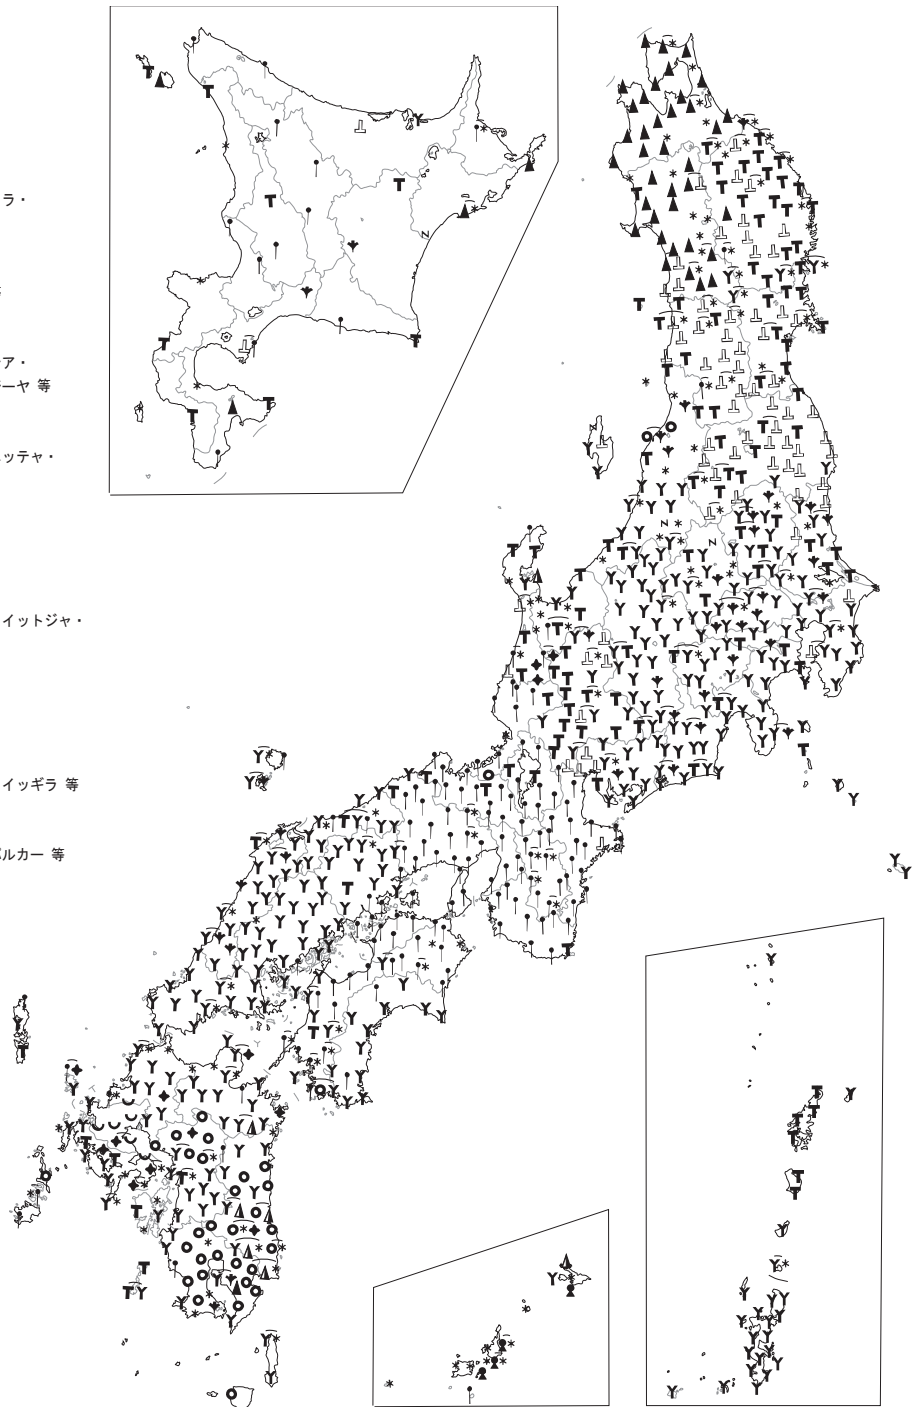 ラ・
ア・
ーヤ 等
ッテャ・
イットジャ・
イッギラ 等
ルカー 等